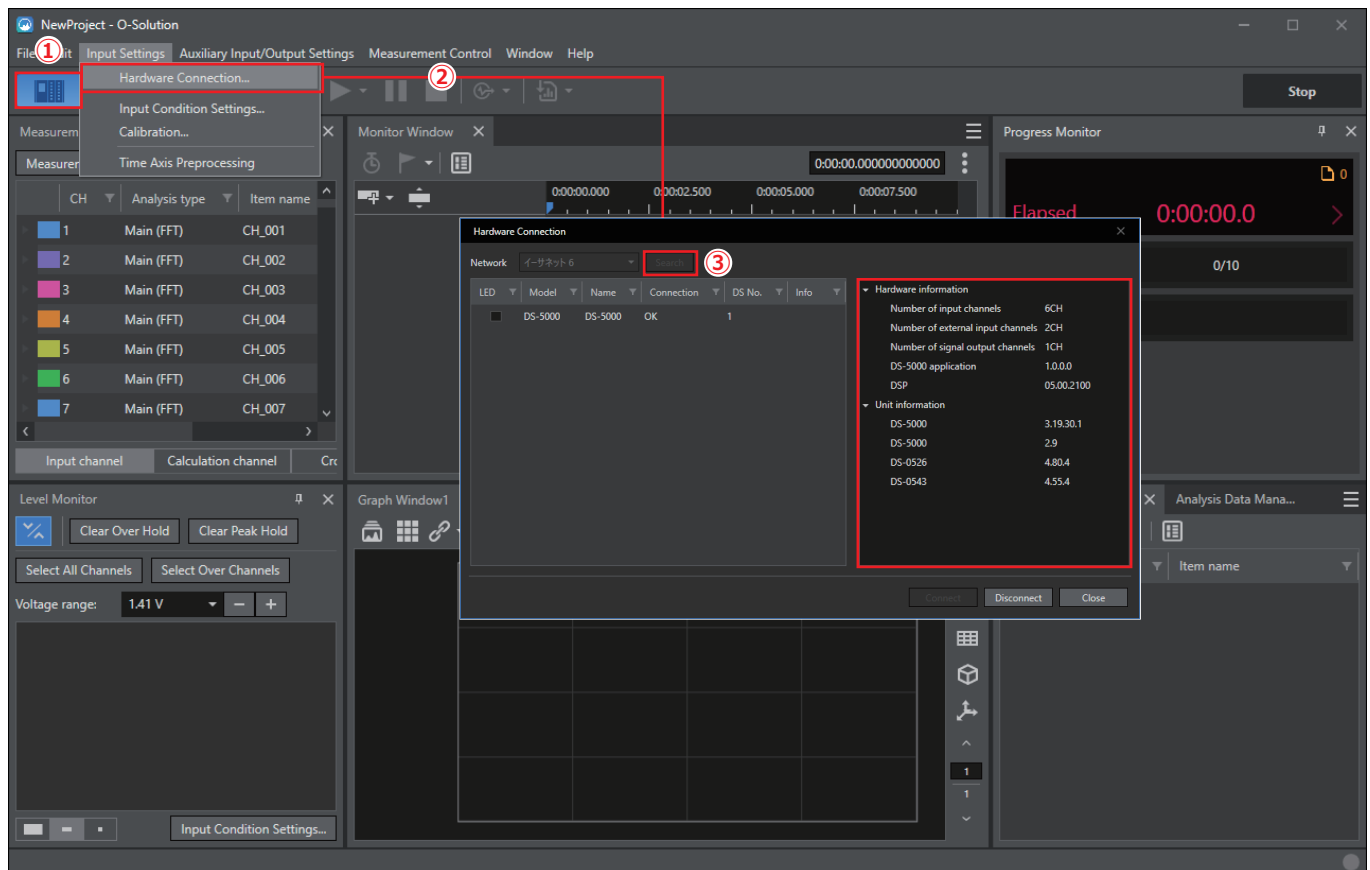 NewProject - O-Solution
File
it
Input Settings
Auxiliary Input/Output Settings
Measurement Control
Window
Help
①
Hardware Connection...
Input Condition Settings...
Calibration...
Time Axis Preprocessing
②
Stop
Measurem
Measurer
CH
Analysis type
Item name
1 Main (FFT) CH_001
2 Main (FFT) CH_002
3 Main (FFT) CH_003
4 Main (FFT) CH_004
5 Main (FFT) CH_005
6 Main (FFT) CH_006
7 Main (FFT) CH_007
Input channel
Calculation channel
Monitor Window
0:00:00.000000000000
0:00:00.000 0:00:02.500 0:00:05.000 0:00:07.500
Progress Monitor
0
Elapsed 0:00:00.0
0/10
Hardware Connection
Network イーサネット 6 Search
③
LED Model Name Connection DS No. Info
DS-5000 DS-5000 OK 1
Hardware information
Number of input channels 6CH
Number of external input channels 2CH
Number of signal output channels 1CH
DS-5000 application 1.0.0.0
DSP 05.00.2100
Unit information
DS-5000 3.19.30.1
DS-5000 2.9
DS-0526 4.80.4
DS-0543 4.55.4
Connect Disconnect Close
Level Monitor
Clear Over Hold
Clear Peak Hold
Select All Channels
Select Over Channels
Voltage range: 1.41 V
Input Condition Settings...
Graph Window1
1
1
Analysis Data Mana...
Item name